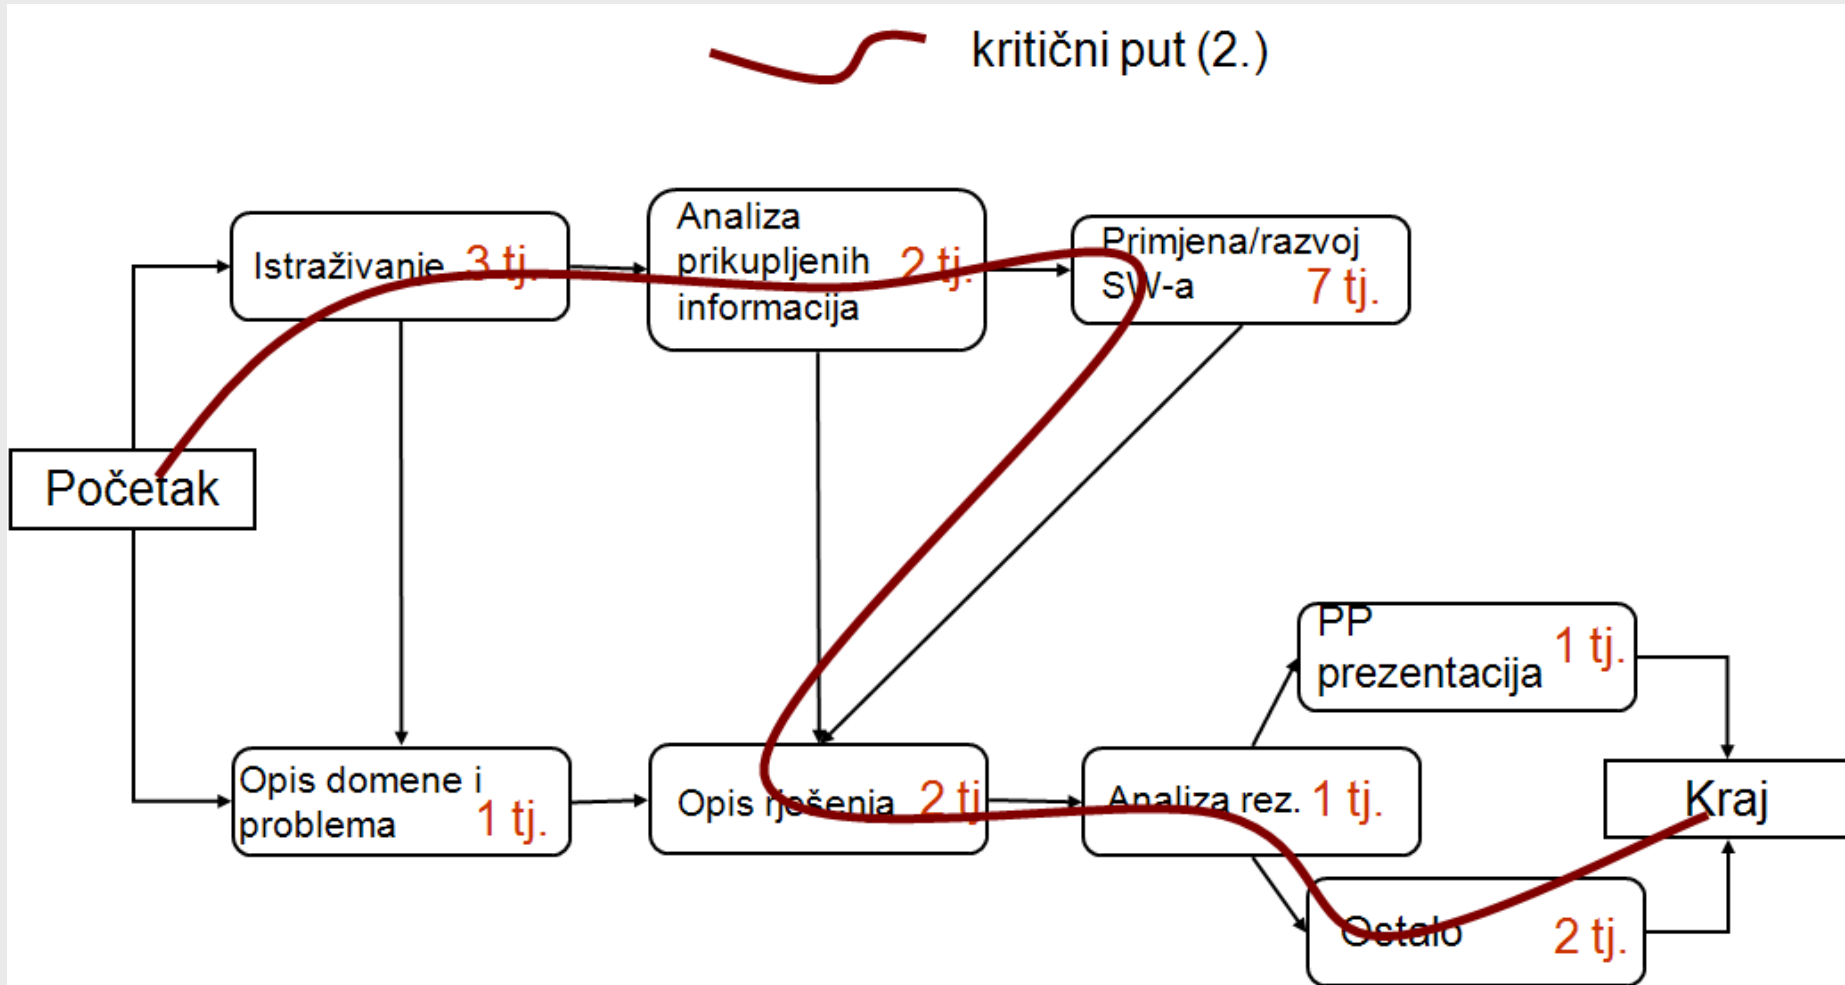 kritični put (2.)
Istraživanje 3 tj.
Analiza
prikupljenih 2 tj.
informacija
Primjena/razvoj
SW-a 7 tj.
Početak
PP
prezentacija 1 tj.
Opis domene i
problema 1 tj.
Opis rješenja 2 tj
Analiza rez. 1 tj.
Kraj
Ostalo 2 tj.